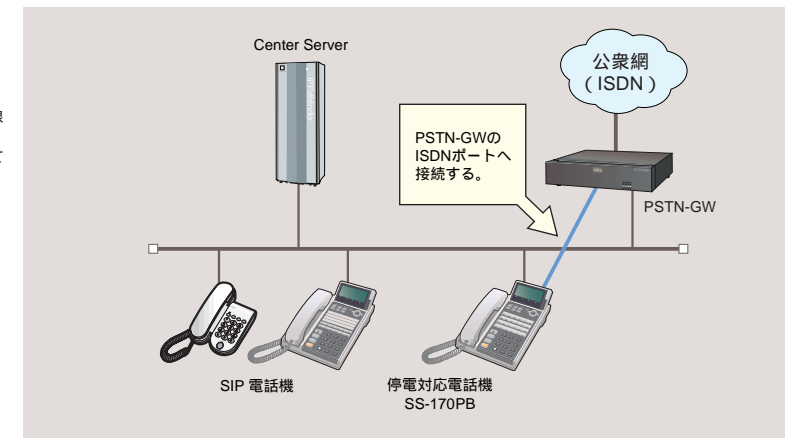 Center Server
公衆網
（ISDN）
PSTN-GWの
ISDNポートへ
接続する。
PSTN-GW
SIP 電話機
停電対応電話機
SS-170PB